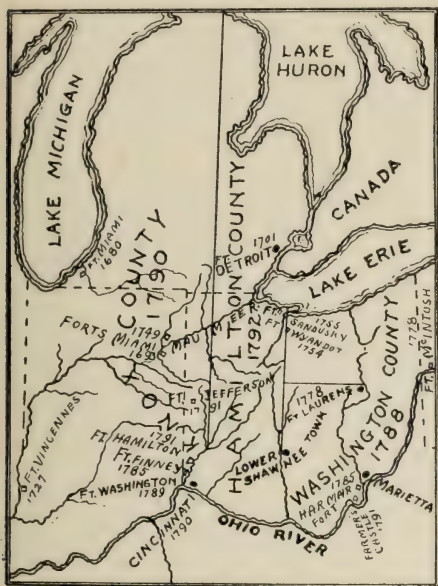 LAKE MICHIGAN
LAKE
HURON
CANADA
LAKE ERIE
FT. MIAMI
1680
KNOX COUNTY
1790
HAMILTON COUNTY
1792
1701
FT.
DETROIT
FORTS
MIAMI
1749
MAUMEE R.
1755
FT. SANDUSKY
FT. WYANDOT
1754
FT. JEFFERSON
1791
1791
FT. HAMILTON
FT. FINNEY
1785
FT. WASHINGTON
1789
CINCINNATI
1790
FT. VINCENNES
1727
1778
FT. LAURENS
LOWER
SHAWNEE TOWN
WASHINGTON COUNTY
1788
1785
HARMAR
FORT
FARMERS
CASTLE
1791
MARIETTA
1728
FT. McINTOSH
OHIO RIVER